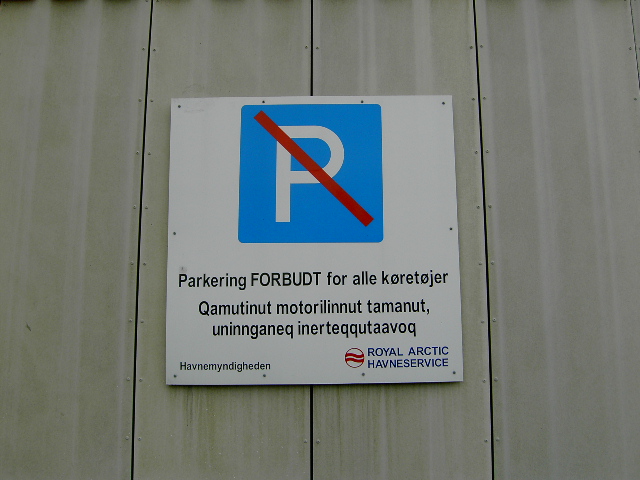 P
Parkering FORBUDT for alle køretøjer
Qamutinut motorilinnut tamanut,
uninnganeq inerteqqutaavoq
Havnemyndigheden
ROYAL ARCTIC
HAVNESERVICE